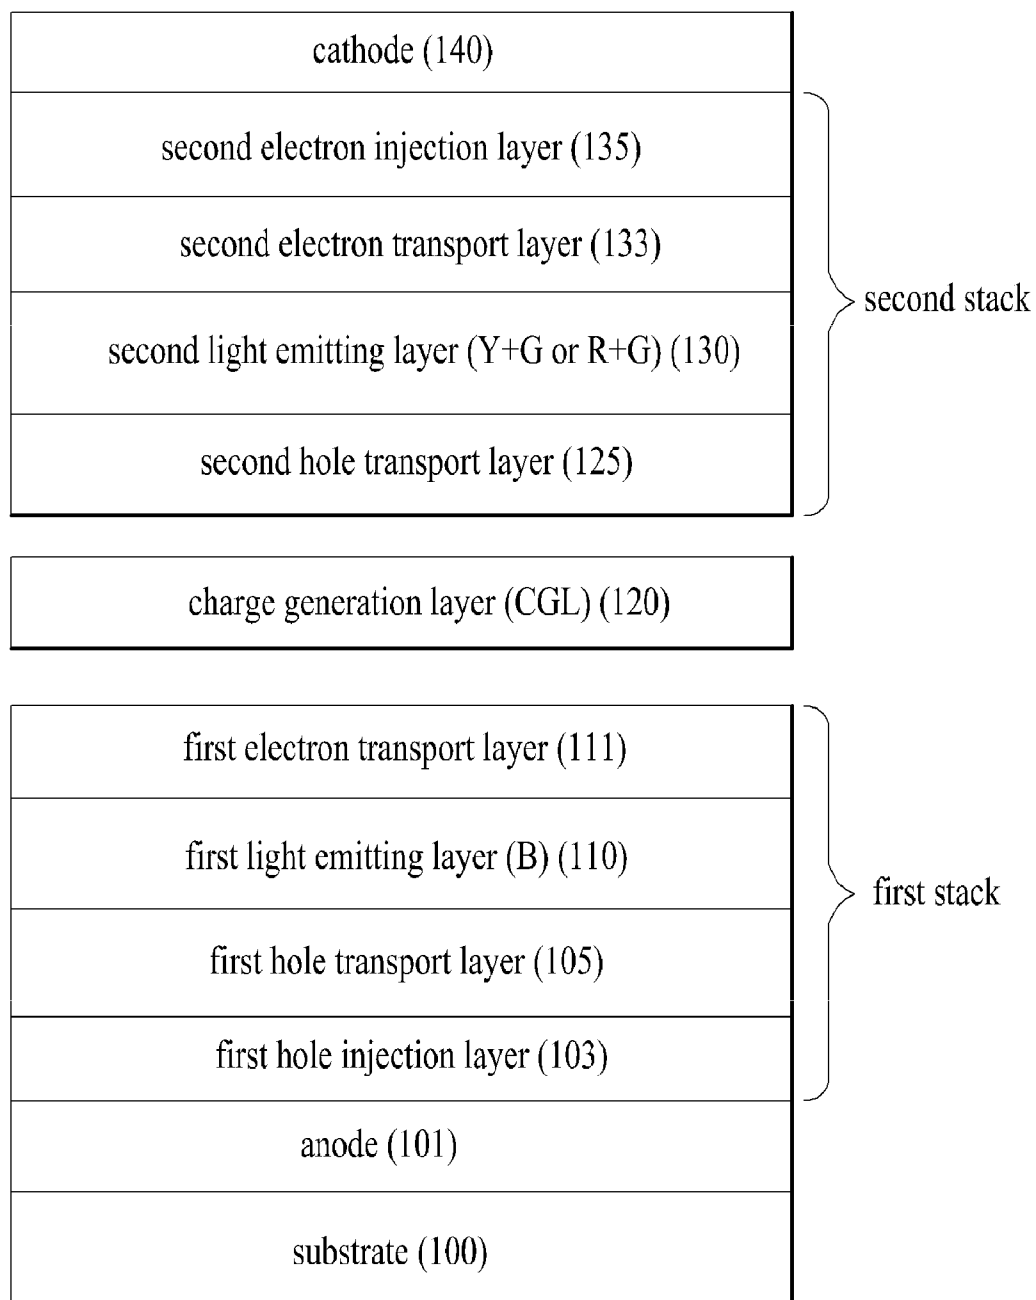 cathode (140)
second electron injection layer (135)
second electron transport layer (133)
second stack
second light emitting layer (Y+G or R+G) (130)
second hole transport layer (125)
charge generation layer (CGL) (120)
first electron transport layer (111)
first light emitting layer (B) (110)
first stack
first hole transport layer (105)
first hole injection layer (103)
anode (101)
substrate (100)